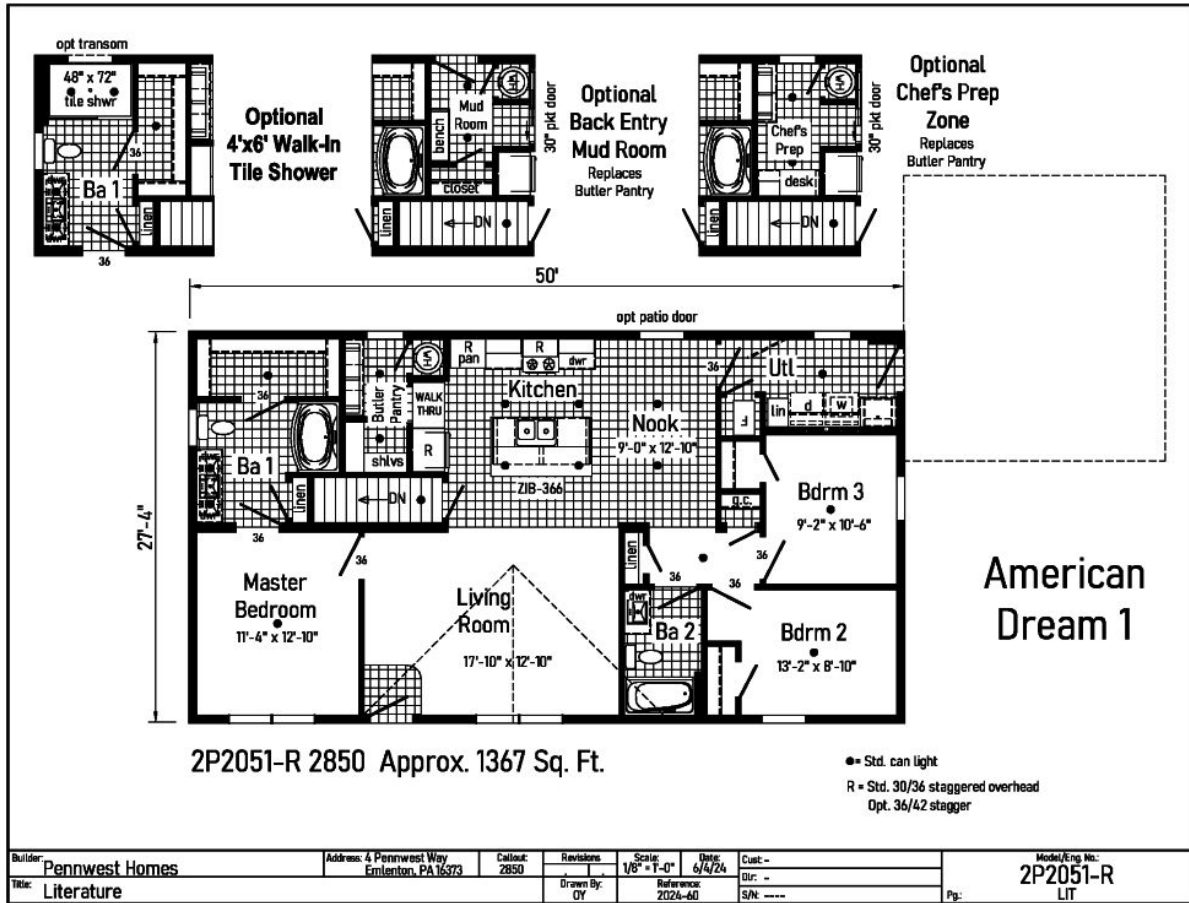 opt transom
48" x 72"
tile shwr
36
Ba 1
linen
36
Optional
4'x6' Walk-In
Tile Shower
Mud
Room
WH
bench
closet
linen
DN
30" pkt door
Optional
Back Entry
Mud Room
Replaces
Butler Pantry
Chef's
Prep
WH
desk
linen
DN
30" pkt door
Optional
Chef's Prep
Zone
Replaces
Butler Pantry
50'
opt patio door
27'-4"
36
Ba 1
linen
36
Butler
Pantry
shlvs
WH
WALK
THRU
R
DN
R
pan
R
dwr
Kitchen
ZIB-366
Nook
9'-0" x 12'-10"
36
Utl
F
lin
d
w
Bdrm 3
9'-2" x 10'-6"
36
36
36
linen
Master
Bedroom
11'-4" x 12'-10"
36
Living
Room
17'-10" x 12'-10"
dwr
Ba 2
Bdrm 2
13'-2" x 8'-10"
American
Dream 1
2P2051-R 2850 Approx. 1367 Sq. Ft.
= Std. can light
R = Std. 30/36 staggered overhead
Opt. 36/42 stagger
Builder: Pennwest Homes
Address: 4 Pennwest Way
Emlenton, PA 16373
Callout:
2850
Revisions
Scale:
1/8" = 1'-0"
Date:
6/4/24
Cust -
Dlr: -
S/N: ----
Model/Eng. No.:
2P2051-R
Title: Literature
Drawn By:
OY
Reference:
2024-60
Pg.: LIT